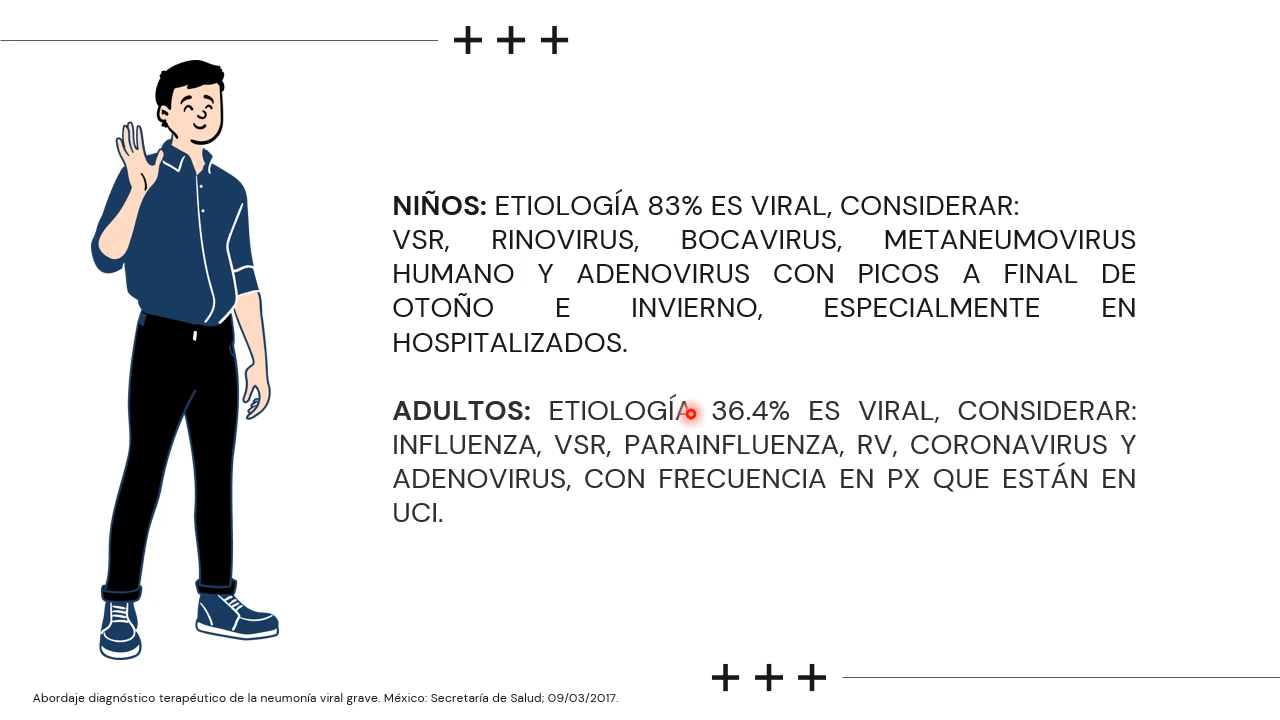 NIÑOS: ETIOLOGÍA 83% ES VIRAL, CONSIDERAR:
VSR, RINOVIRUS, BOCAVIRUS, METANEUMOVIRUS
HUMANO Y ADENOVIRUS CON PICOS A FINAL DE
OTOÑO E INVIERNO, ESPECIALMENTE EN
HOSPITALIZADOS.
ADULTOS: ETIOLOGÍA 36.4% ES VIRAL, CONSIDERAR:
INFLUENZA, VSR, PARAINFLUENZA, RV, CORONAVIRUS Y
ADENOVIRUS, CON FRECUENCIA EN PX QUE ESTÁN EN
UCI.
Abordaje diagnóstico terapéutico de la neumonía viral grave. México: Secretaría de Salud; 09/03/2017.